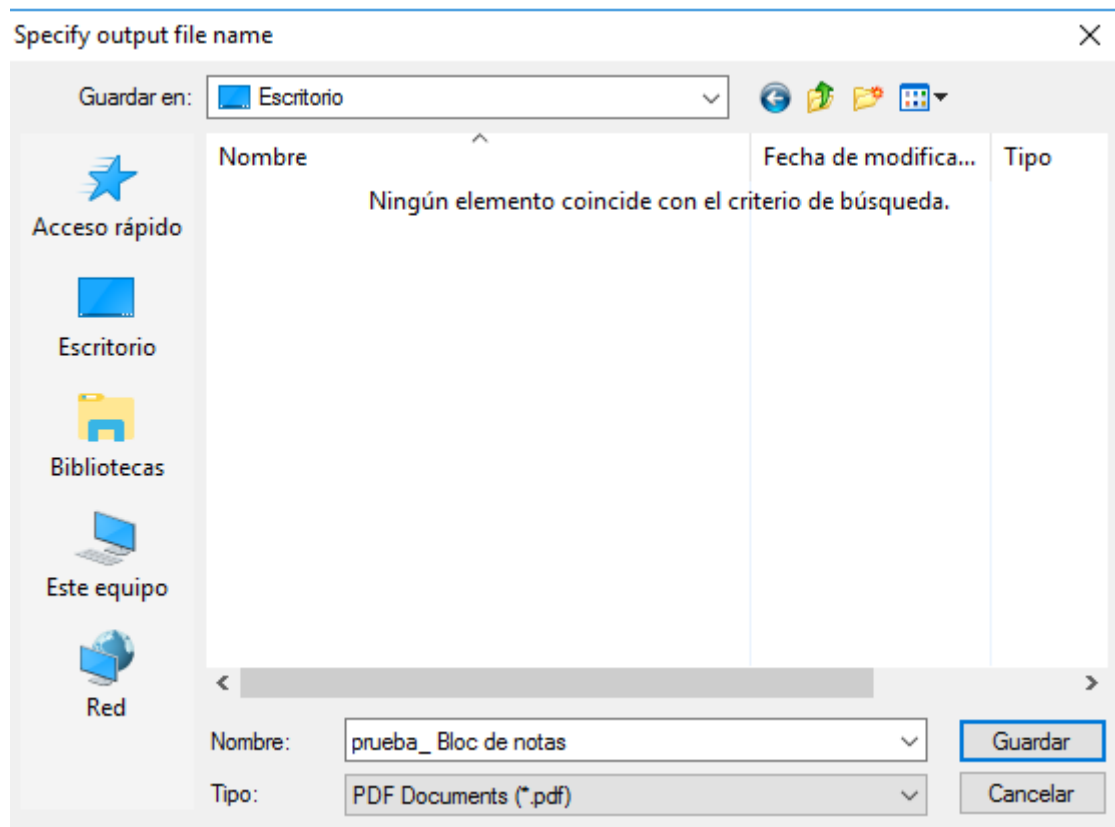 Specify output file name
Guardar en: Escritorio
Nombre Fecha de modifica... Tipo
Ningún elemento coincide con el criterio de búsqueda.
Acceso rápido
Escritorio
Bibliotecas
Este equipo
Red
Nombre: prueba_ Bloc de notas Guardar
Tipo: PDF Documents (*.pdf) Cancelar